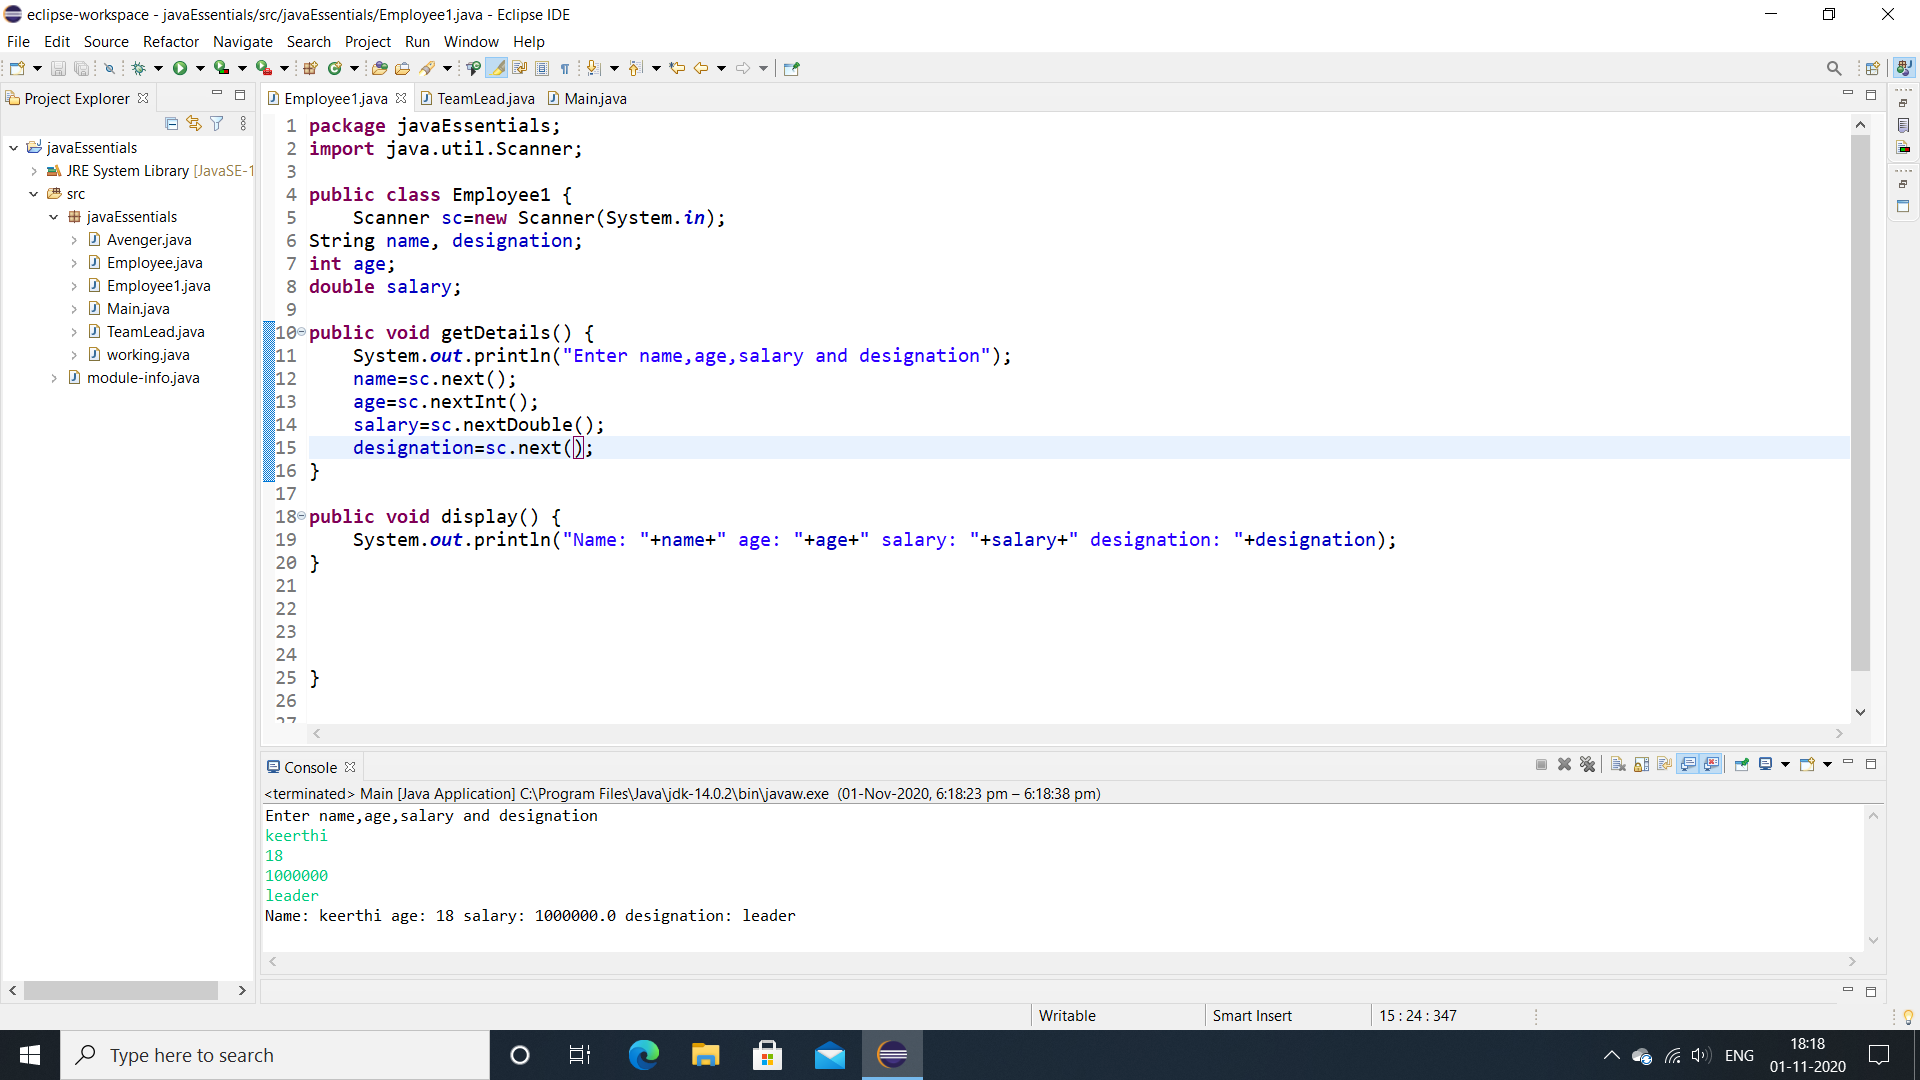 eclipse-workspace - javaEssentials/src/javaEssentials/Employee1.java - Eclipse IDE
File Edit Source Refactor Navigate Search Project Run Window Help
Project Explorer
javaEssentials
JRE System Library [JavaSE-1
src
javaEssentials
Avenger.java
Employee.java
Employee1.java
Main.java
TeamLead.java
working.java
module-info.java
Employee1.java TeamLead.java Main.java
1 package javaEssentials;
2 import java.util.Scanner;
3
4 public class Employee1 {
5     Scanner sc=new Scanner(System.in);
6 String name, designation;
7 int age;
8 double salary;
9
10 public void getDetails() {
11     System.out.println("Enter name,age,salary and designation");
12     name=sc.next();
13     age=sc.nextInt();
14     salary=sc.nextDouble();
15     designation=sc.next();
16 }
17
18 public void display() {
19     System.out.println("Name: "+name+" age: "+age+" salary: "+salary+" designation: "+designation);
20 }
21
22
23
24
25 }
26
27
Console
<terminated> Main [Java Application] C:\Program Files\Java\jdk-14.0.2\bin\javaw.exe (01-Nov-2020, 6:18:23 pm – 6:18:38 pm)
Enter name,age,salary and designation
keerthi
18
1000000
leader
Name: keerthi age: 18 salary: 1000000.0 designation: leader
Writable Smart Insert 15 : 24 : 347
Type here to search
ENG
18:18
01-11-2020